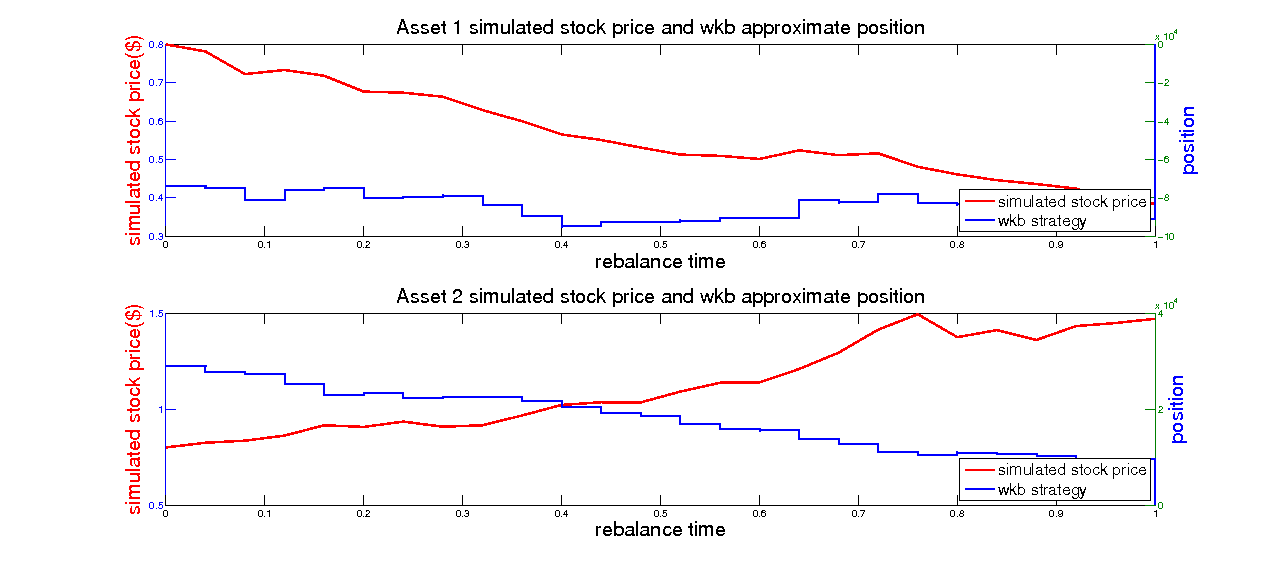 Asset 1 simulated stock price and wkb approximate position
x 10^4
simulated stock price($)
0.8
0.7
0.6
0.5
0.4
0.3
0
−2
−4
−6
−8
−10
position
simulated stock price
wkb strategy
0 0.1 0.2 0.3 0.4 0.5 0.6 0.7 0.8 0.9 1
rebalance time
Asset 2 simulated stock price and wkb approximate position
x 10^4
simulated stock price($)
1.5
1
0.5
4
2
0
position
simulated stock price
wkb strategy
0 0.1 0.2 0.3 0.4 0.5 0.6 0.7 0.8 0.9 1
rebalance time